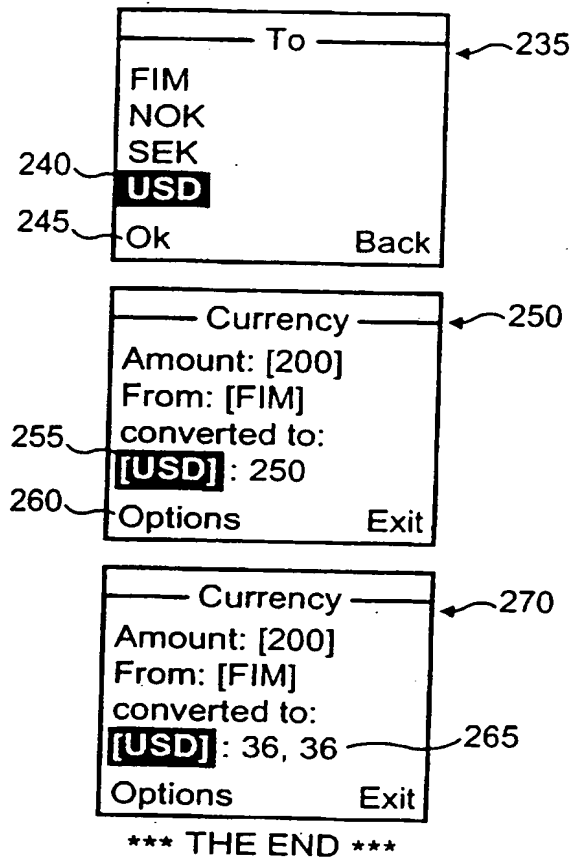 To
235
FIM
NOK
SEK
240
USD
245
Ok Back
Currency
250
Amount: [200]
From: [FIM]
converted to:
255
[USD] : 250
260
Options Exit
Currency
270
Amount: [200]
From: [FIM]
converted to:
[USD] : 36, 36
265
Options Exit
*** THE END ***